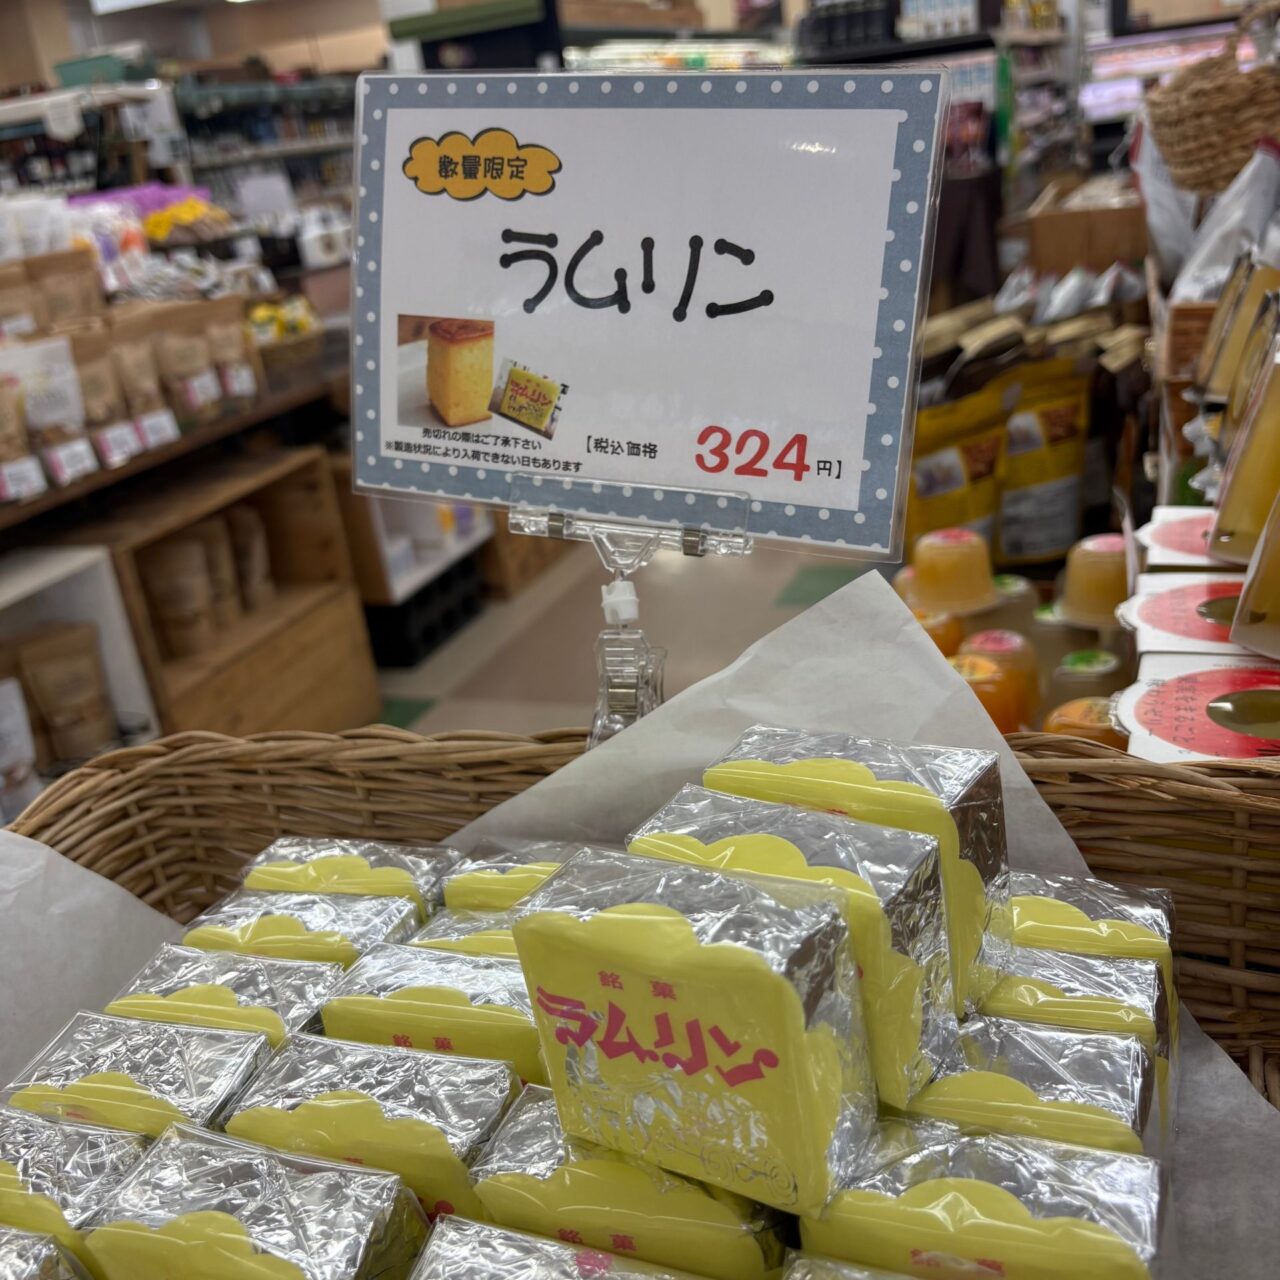 数量限定
ラムリン
売切れの際はご了承下さい
※製造状況により入荷できない日もあります
【税込価格 324円】
銘菓
ラムリン
銘菓
銘菓